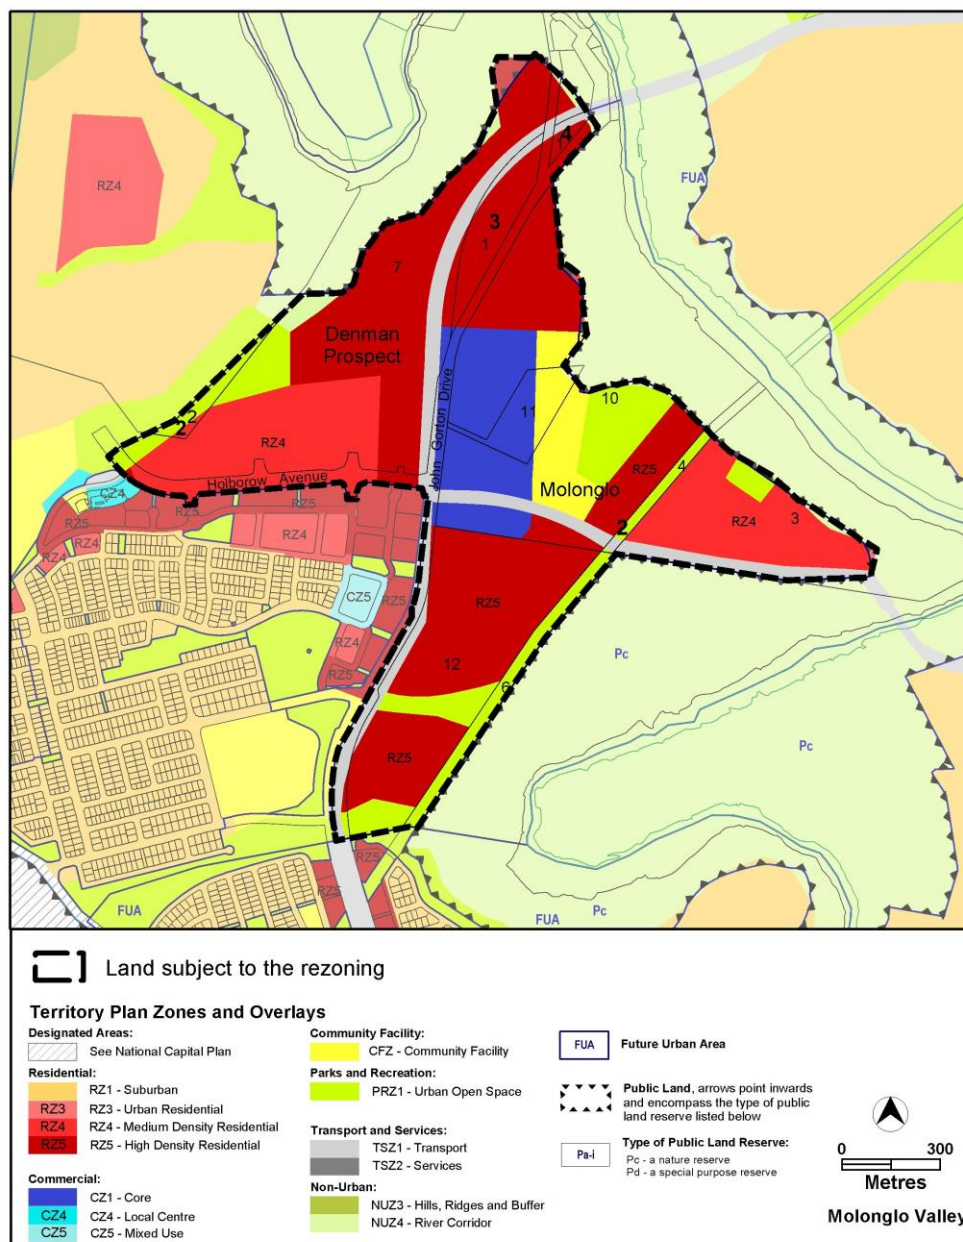 RZ4
FUA
4
1
3
1
7
Denman
Prospect
John Gorton Drive
11
10
2
2
RZ4
Holborow Avenue
CZ4
RZ5
RZ5
RZ5
RZ4
RZ4
RZ4
Molonglo
RZ5
4
2
RZ4
3
CZ5
RZ5
RZ4
RZ5
RZ5
12
6
Pc
RZ5
Pc
RZ5
RZ5
FUA
FUA
Pc
Land subject to the rezoning
Territory Plan Zones and Overlays
Designated Areas:
See National Capital Plan
Residential:
RZ1 - Suburban
RZ3 RZ3 - Urban Residential
RZ4 RZ4 - Medium Density Residential
RZ5 RZ5 - High Density Residential
Commercial:
CZ1 - Core
CZ4 CZ4 - Local Centre
CZ5 CZ5 - Mixed Use
Community Facility:
CFZ - Community Facility
Parks and Recreation:
PRZ1 - Urban Open Space
Transport and Services:
TSZ1 - Transport
TSZ2 - Services
Non-Urban:
NUZ3 - Hills, Ridges and Buffer
NUZ4 - River Corridor
FUA Future Urban Area
Public Land, arrows point inwards
and encompass the type of public
land reserve listed below
Pa-i Type of Public Land Reserve:
Pc - a nature reserve
Pd - a special purpose reserve
0 300
Metres
Molonglo Valley